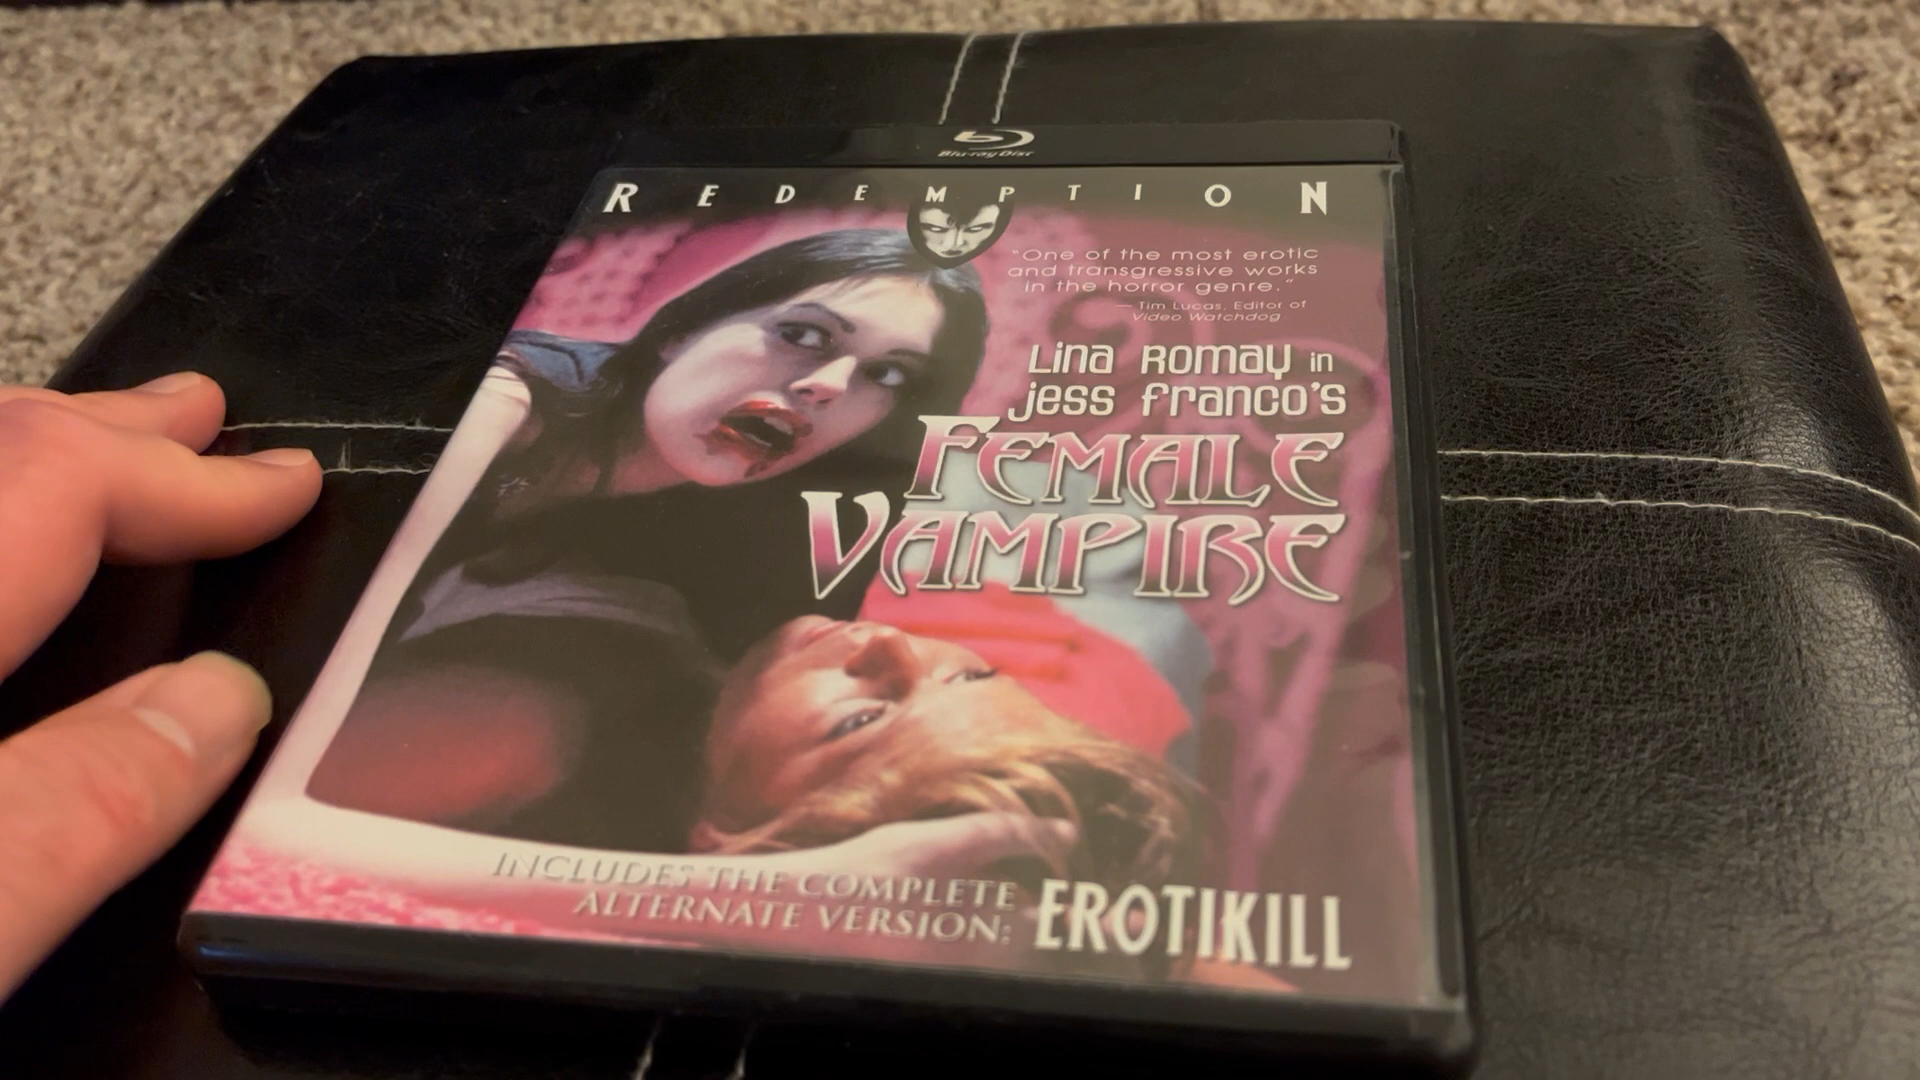 Blu-ray Disc
REDEMPTION
"One of the most erotic
and transgressive works
in the horror genre."
— Tim Lucas, Editor of
Video Watchdog
Lina Romay in
jess franco's
FEMALE
VAMPIRE
INCLUDES THE COMPLETE
ALTERNATE VERSION:
EROTIKILL